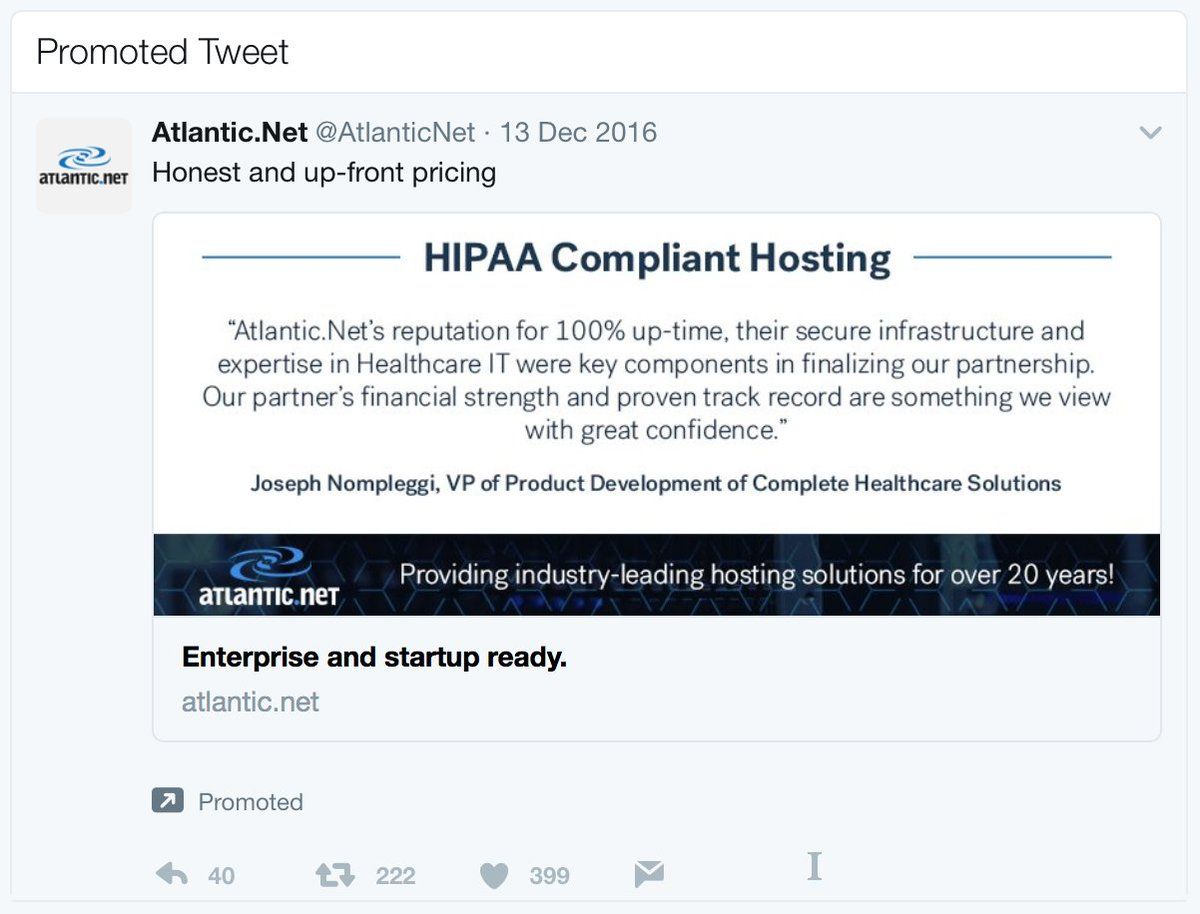 Promoted Tweet
Atlantic.Net @AtlanticNet · 13 Dec 2016
ATLANTIC.NET
Honest and up-front pricing
HIPAA Compliant Hosting
“Atlantic.Net’s reputation for 100% up-time, their secure infrastructure and
expertise in Healthcare IT were key components in finalizing our partnership.
Our partner’s financial strength and proven track record are something we view
with great confidence.”
Joseph Nompleggi, VP of Product Development of Complete Healthcare Solutions
ATLANTIC.NET
Providing industry-leading hosting solutions for over 20 years!
Enterprise and startup ready.
atlantic.net
Promoted
40 222 399